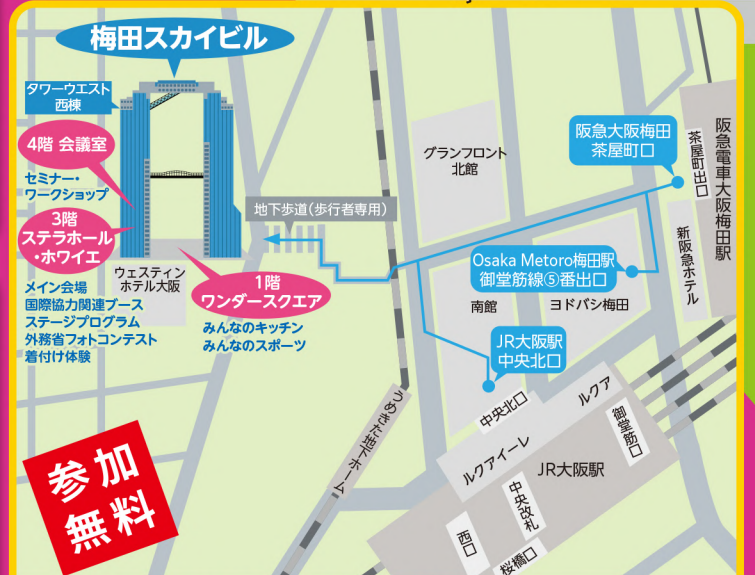 梅田スカイビル
タワーウエスト
西棟
4階 会議室
セミナー・
ワークショップ
3階
ステラホール
・ホワイエ
メイン会場
国際協力関連ブース
ステージプログラム
外務省フォトコンテスト
着付け体験
ウェスティン
ホテル大阪
1階
ワンダースクエア
みんなのキッチン
みんなのスポーツ
地下歩道(歩行者専用)
グランフロント
北館
阪急大阪梅田
茶屋町口
茶屋町出口
阪急電車大阪梅田駅
新阪急ホテル
Osaka Metoro梅田駅
御堂筋線⑤番出口
南館
ヨドバシ梅田
JR大阪駅
中央北口
中央北口
ルクア
ルクアイーレ
御堂筋口
JR大阪駅
中央改札
西口
桜橋口
うめきた地下ホーム
参加
無料